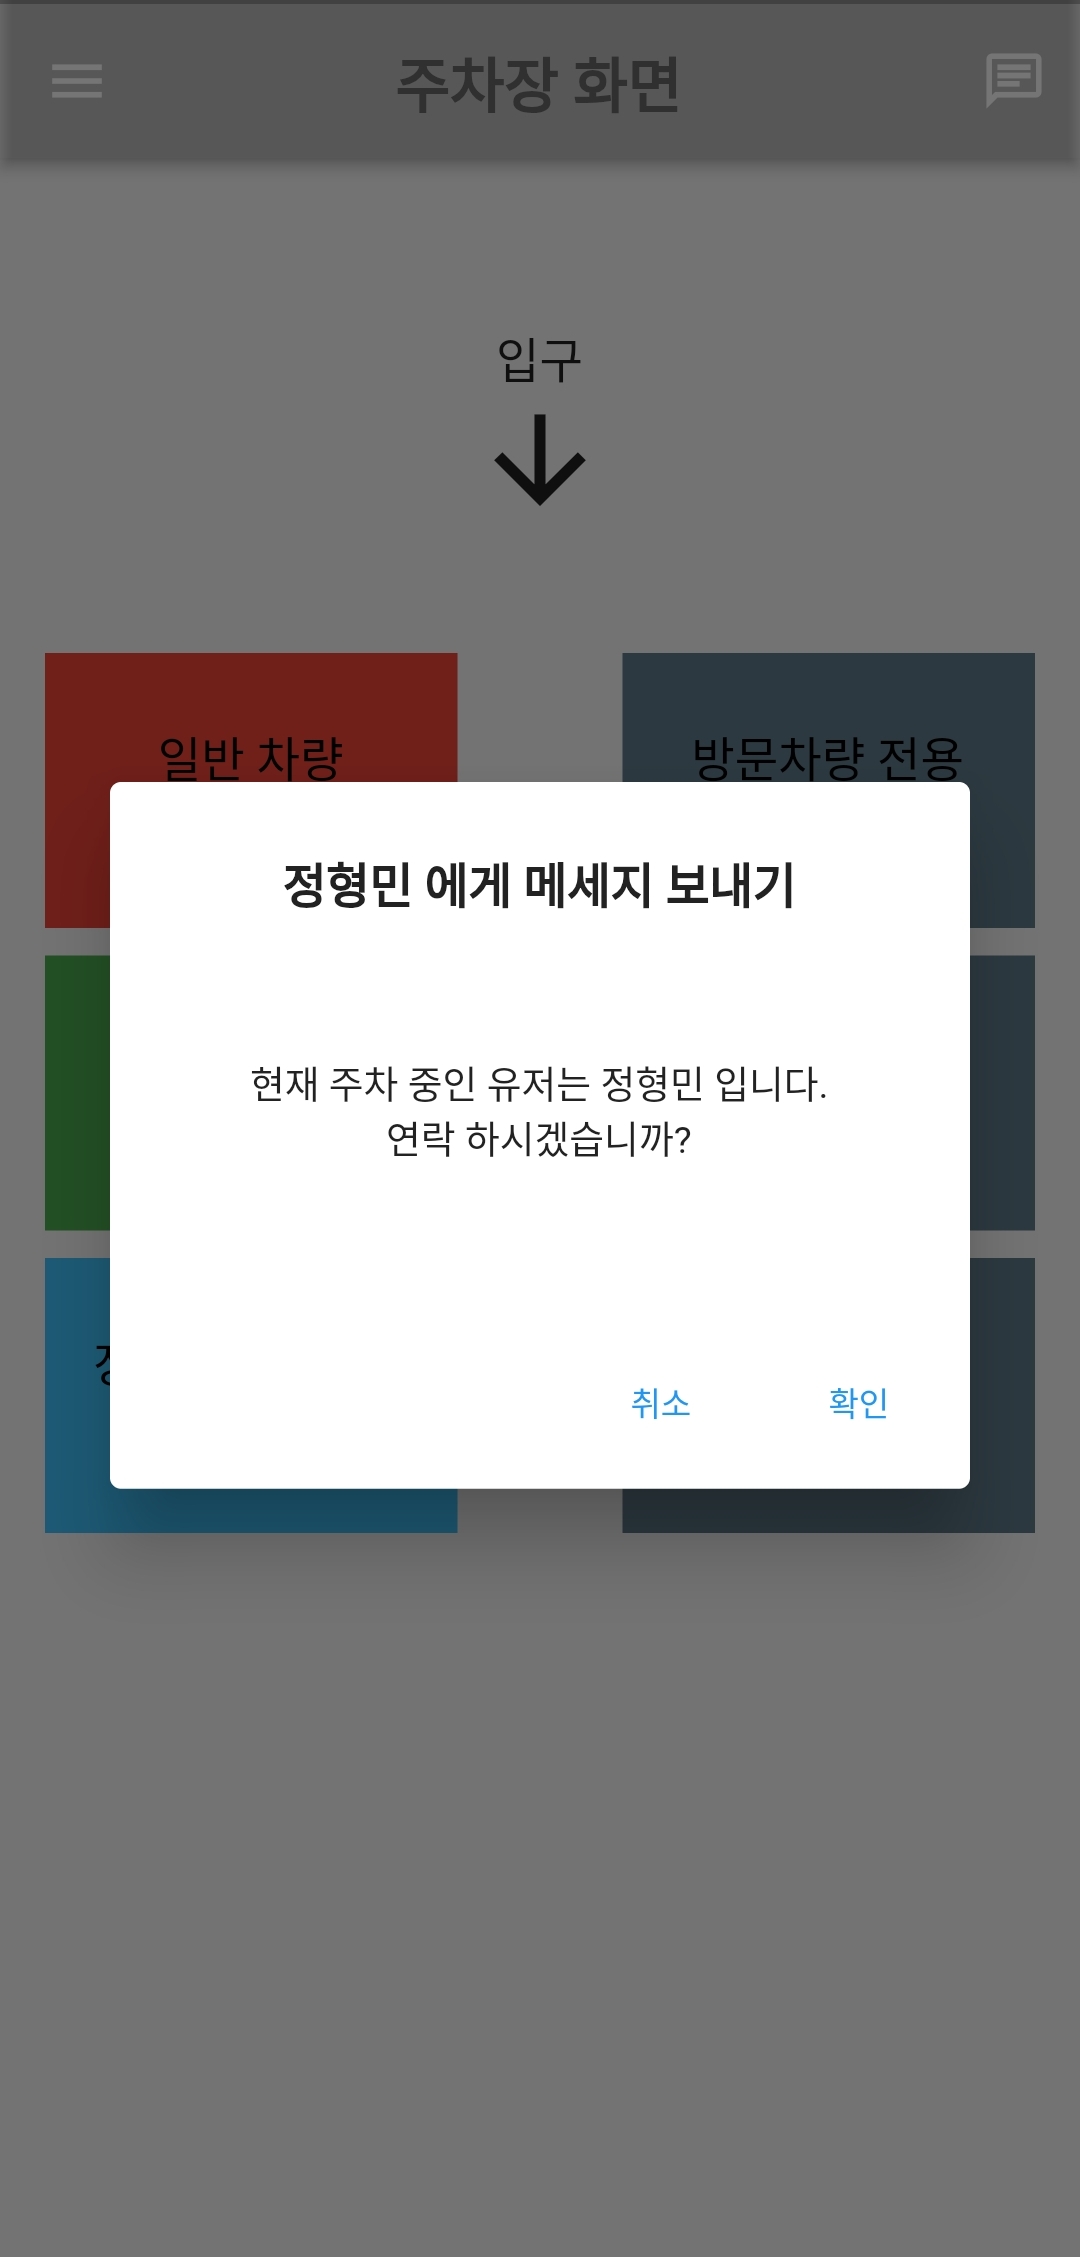 주차장 화면
입구
일반 차량
방문차량 전용
정형민 에게 메세지 보내기
현재 주차 중인 유저는 정형민 입니다.
연락 하시겠습니까?
취소
확인